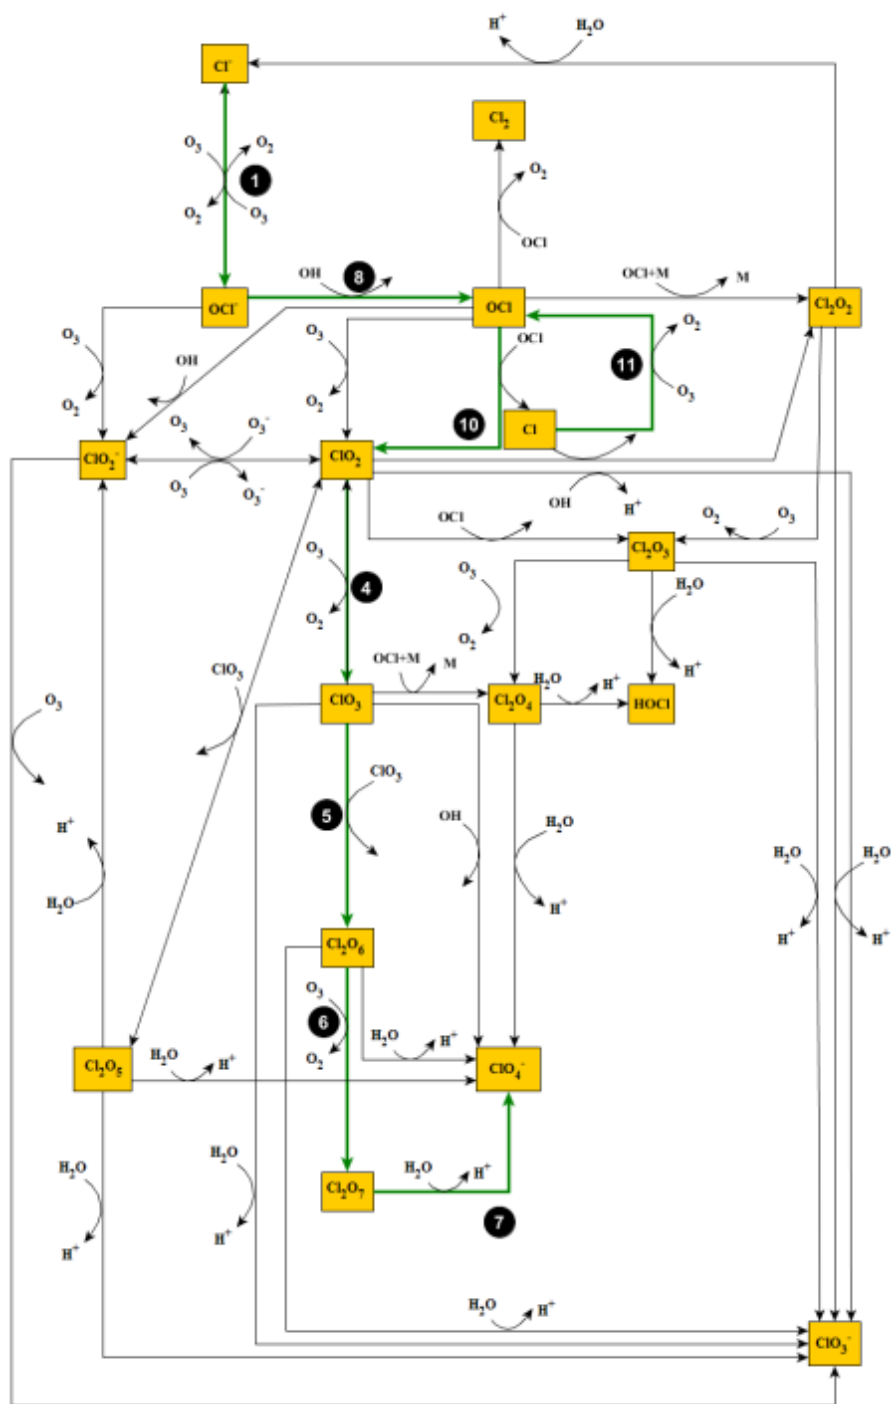 H⁺ H₂O
Cl⁻
Cl₂
O₃ O₂
1
O₂ O₃
O₂
OCl
OH 8
OCl+M M
OCl⁻
OCl
Cl₂O₂
O₃
OH
O₂
O₃
O₂
OCl
11
O₂
O₃
10
Cl
ClO₂⁻
O₃ O₃⁻
O₃ O₃⁻
ClO₂
OH
H⁺
OCl
O₂ O₃
Cl₂O₃
O₃
O₂
4
O₃
O₂
H₂O
H⁺
ClO₃
OCl+M M
H₂O H⁺
O₃
ClO₃
Cl₂O₄
HOCl
ClO₃
5
OH
H₂O
H⁺
H⁺
H₂O
H₂O H₂O
H⁺ H⁺
Cl₂O₆
O₃
6
O₂
H₂O H⁺
Cl₂O₅
H₂O H⁺
ClO₄⁻
H₂O
H⁺
H₂O
H⁺
Cl₂O₇
H₂O H⁺
7
H₂O H⁺
ClO₃⁻